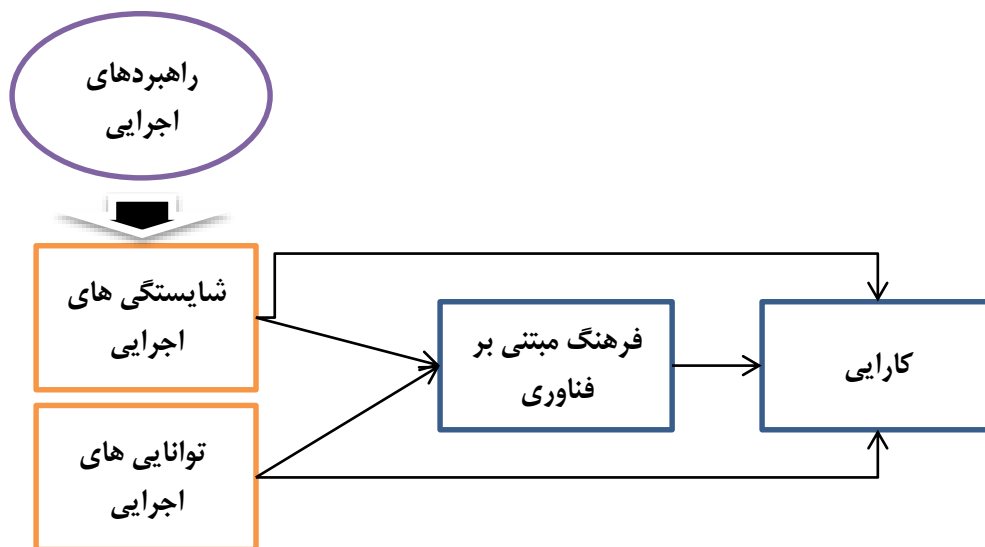 راهبردهای
اجرایی
شایستگی های
اجرایی
فرهنگ مبتنی بر
فناوری
کارایی
توانایی های
اجرایی